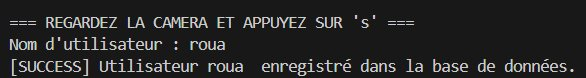 === REGARDEZ LA CAMERA ET APPUYEZ SUR 's' ===
Nom d'utilisateur : roua
[SUCCESS] Utilisateur roua  enregistré dans la base de données.